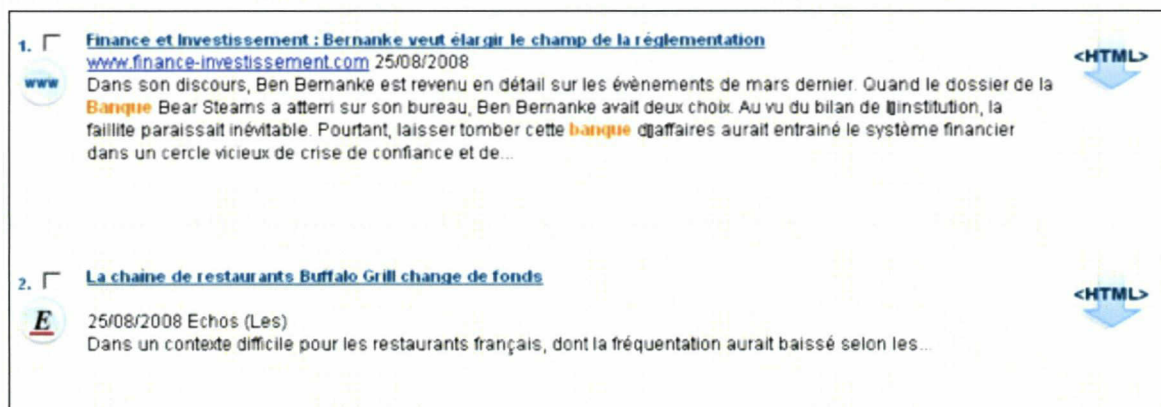 1. Finance et Investissement : Bernanke veut élargir le champ de la réglementation
<HTML>
www.finance-investissement.com 25/08/2008
www Dans son discours, Ben Bernanke est revenu en détail sur les évènements de mars dernier. Quand le dossier de la
Banque Bear Stearns a atterri sur son bureau, Ben Bernanke avait deux choix. Au vu du bilan de l▯institution, la
faillite paraissait inévitable. Pourtant, laisser tomber cette banque d▯affaires aurait entrainé le système financier
dans un cercle vicieux de crise de confiance et de...
2. La chaine de restaurants Buffalo Grill change de fonds
<HTML>
E 25/08/2008 Echos (Les)
Dans un contexte difficile pour les restaurants français, dont la fréquentation aurait baissé selon les...